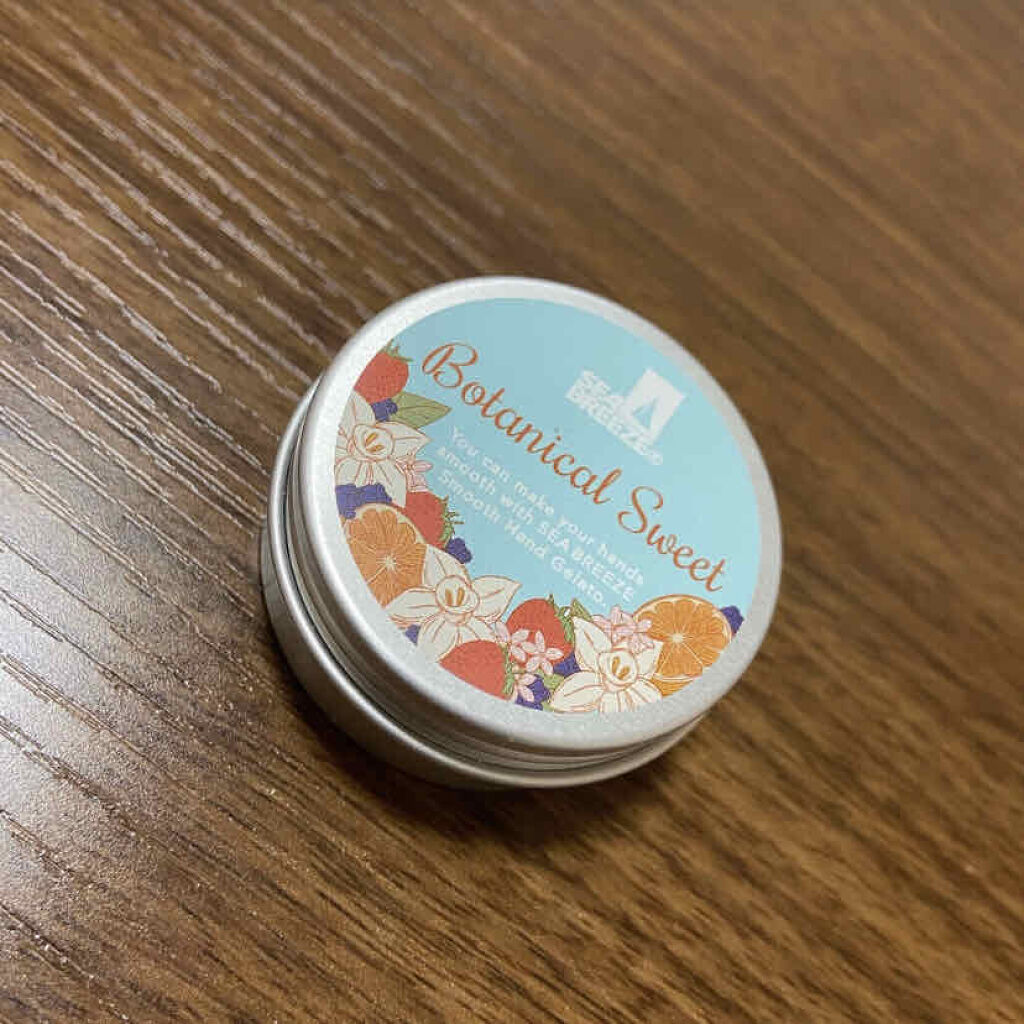 SEA
BREEZE®
Botanical Sweet
You can make your hands
smooth with SEA BREEZE
Smooth Hand Gelato.